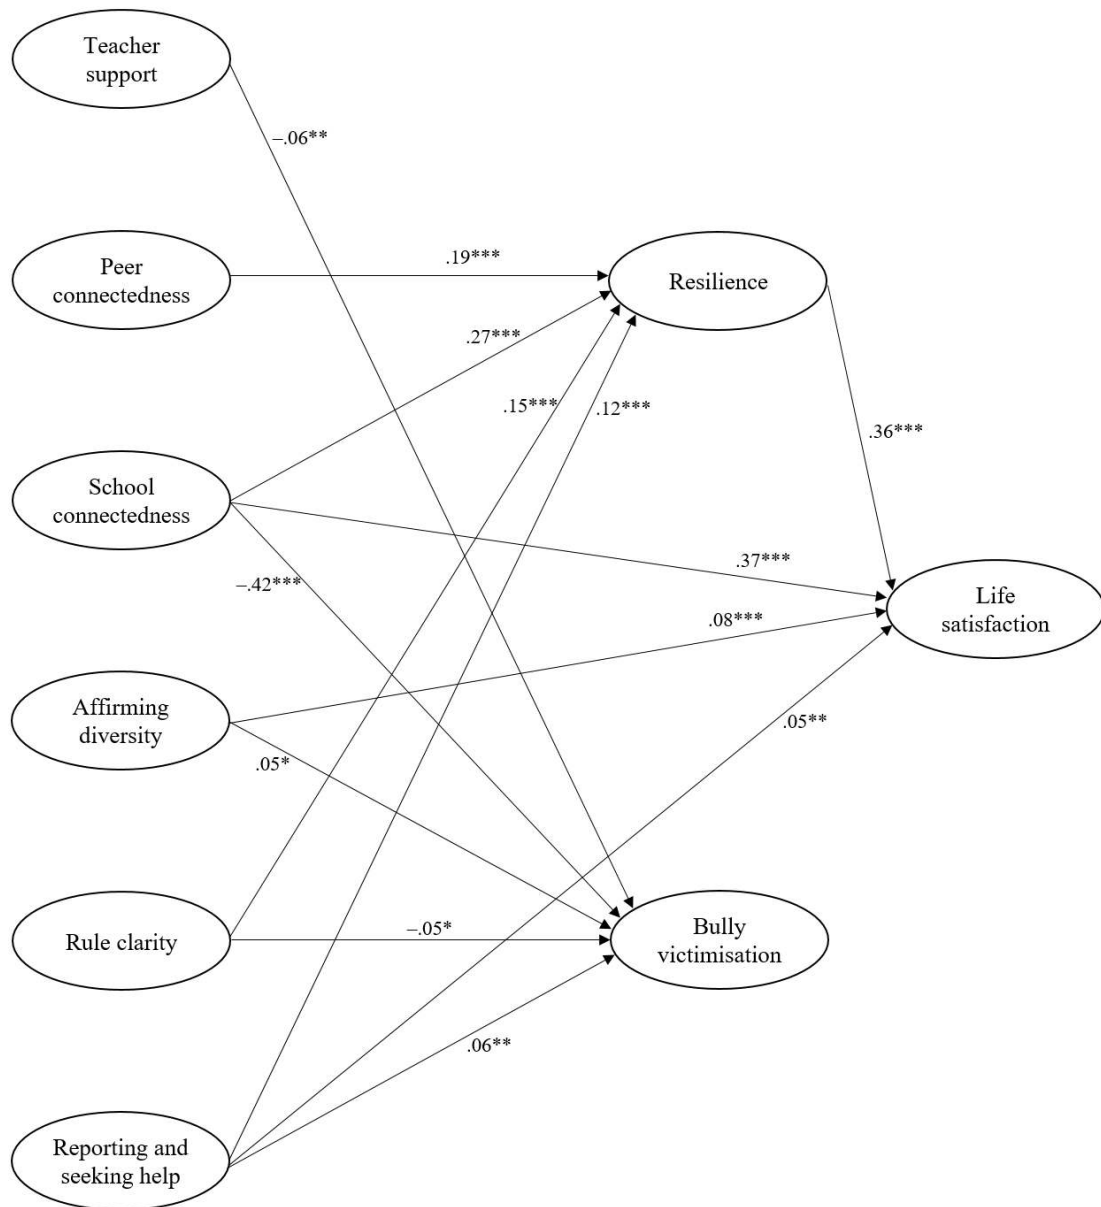 Teacher
support
–.06**
Peer
connectedness
.19***
Resilience
.27***
.15***
.12***
.36***
School
connectedness
.37***
–.42***
Life
satisfaction
.08***
Affirming
diversity
.05**
.05*
Rule clarity
–.05*
Bully
victimisation
.06**
Reporting and
seeking help